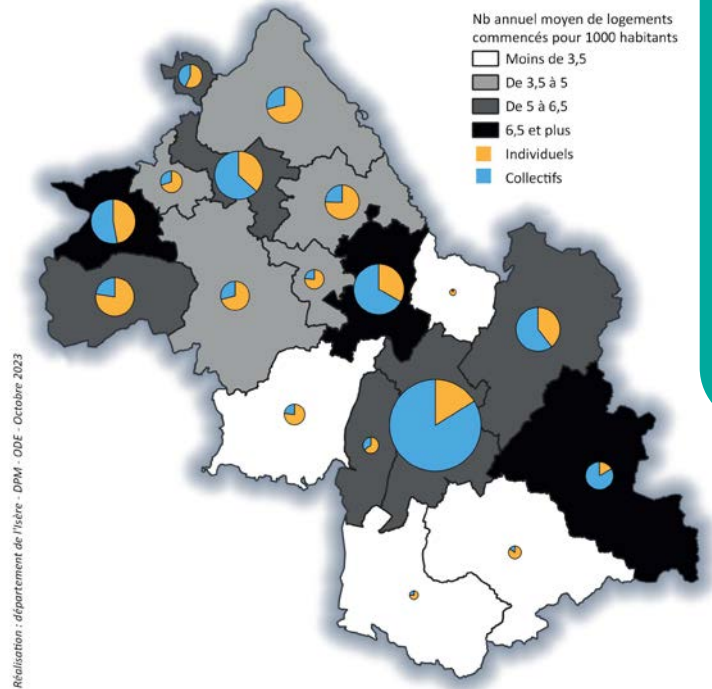 Nb annuel moyen de logements
commencés pour 1000 habitants
Moins de 3,5
De 3,5 à 5
De 5 à 6,5
6,5 et plus
Individuels
Collectifs
Réalisation : département de l'Isère - DPM - ODE - Octobre 2023